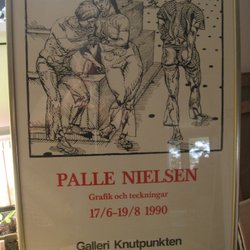 PALLE NIELSEN
Grafik och teckningar
17/6-19/8 1990
Galleri Knutpunkten